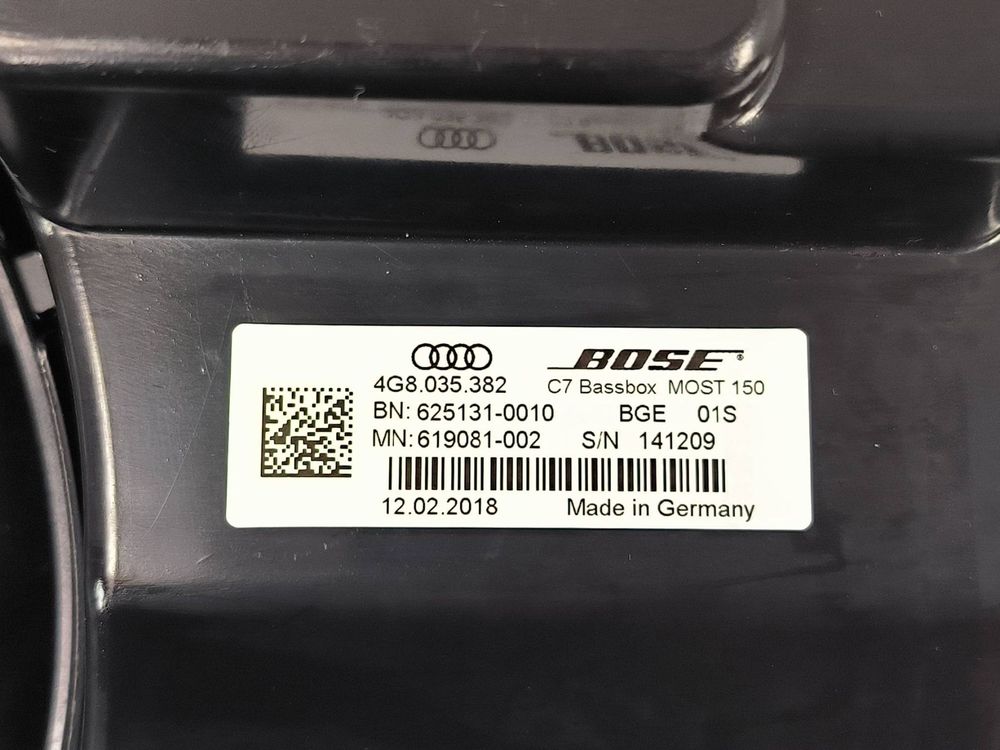 BOSE
4G8.035.382
C7 Bassbox MOST 150
BN: 625131-0010 BGE 01S
MN: 619081-002 S/N 141209
12.02.2018 Made in Germany